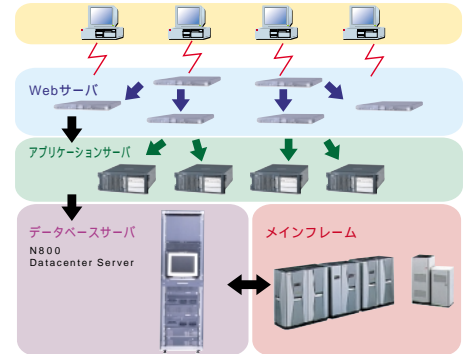 Webサーバ
アプリケーションサーバ
データベースサーバ
N800
Datacenter Server
メインフレーム